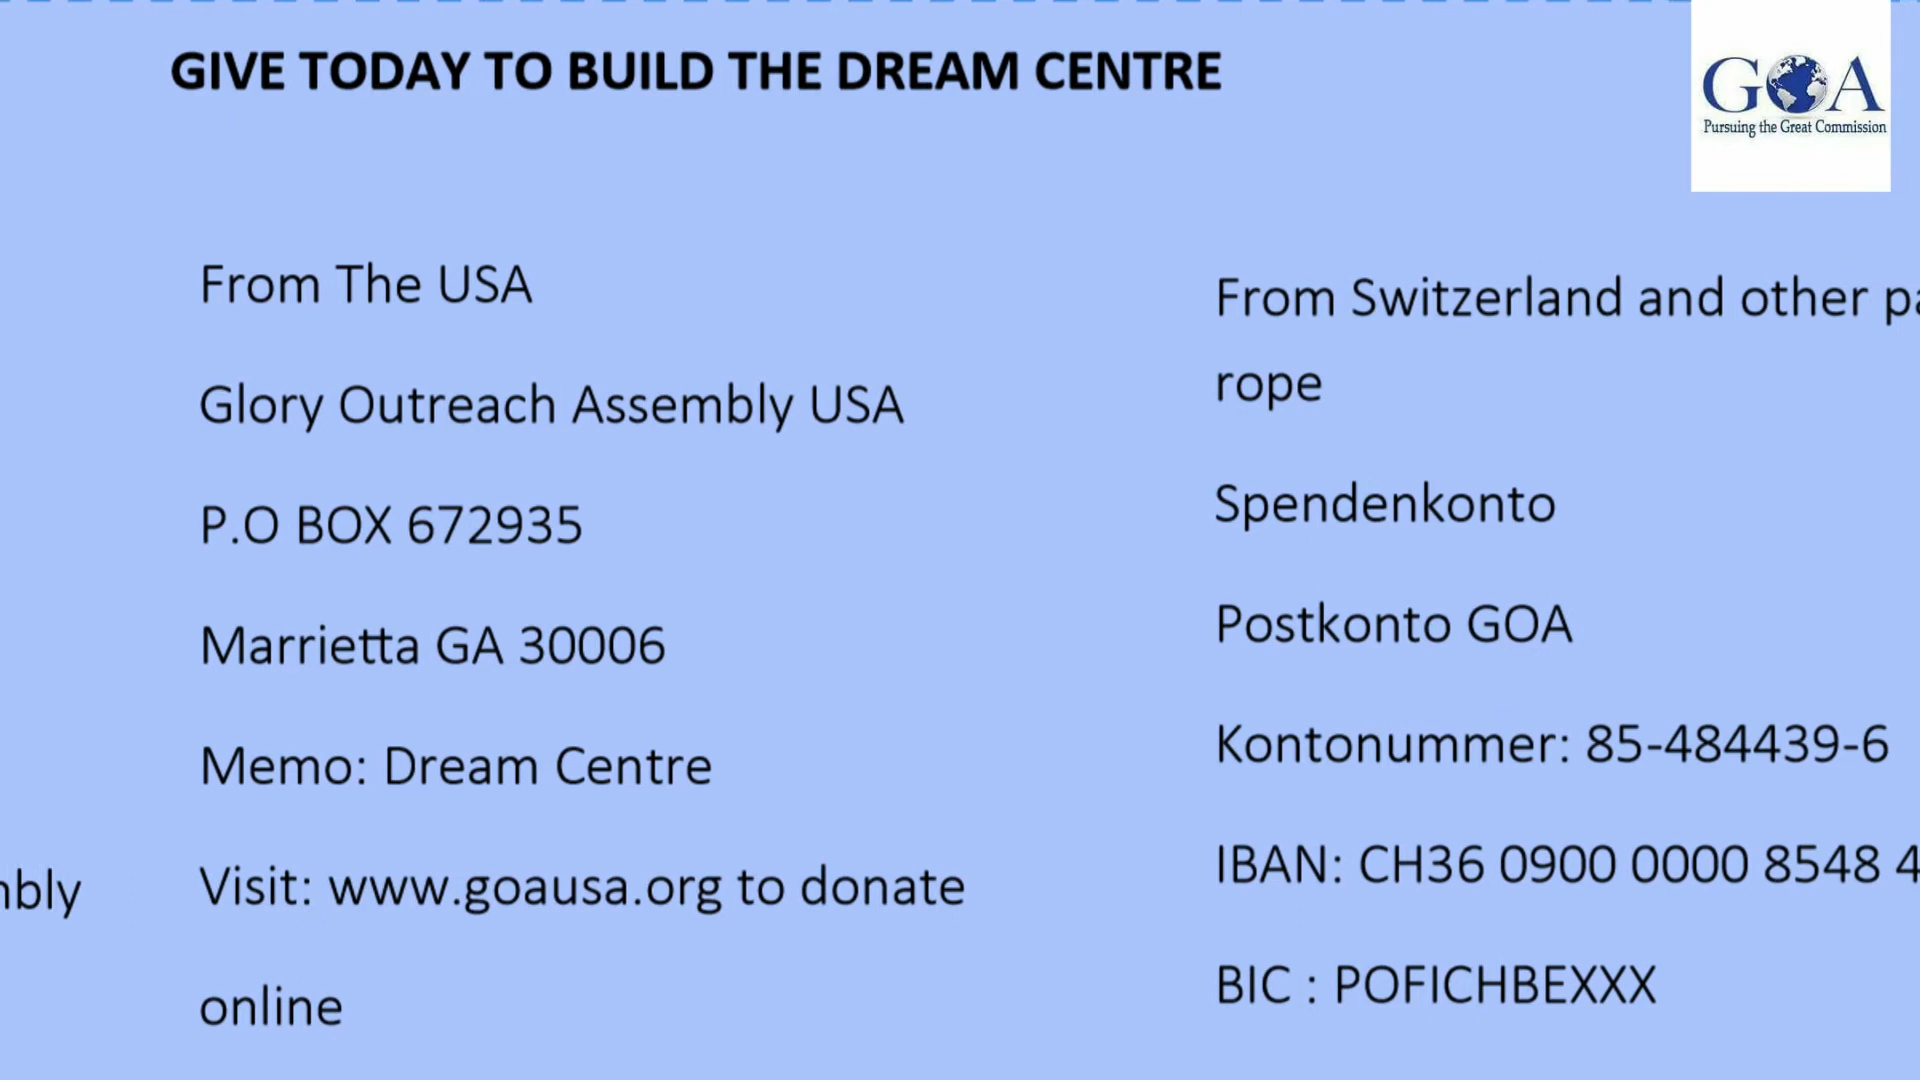 GIVE TODAY TO BUILD THE DREAM CENTRE
GOA
Pursuing the Great Commission
From The USA
Glory Outreach Assembly USA
P.O BOX 672935
Marrietta GA 30006
Memo: Dream Centre
Visit: www.goausa.org to donate
online
From Switzerland and other
rope
Spendenkonto
Postkonto GOA
Kontonummer: 85-484439-6
IBAN: CH36 0900 0000 8548 4
BIC : POFICHBEXXX